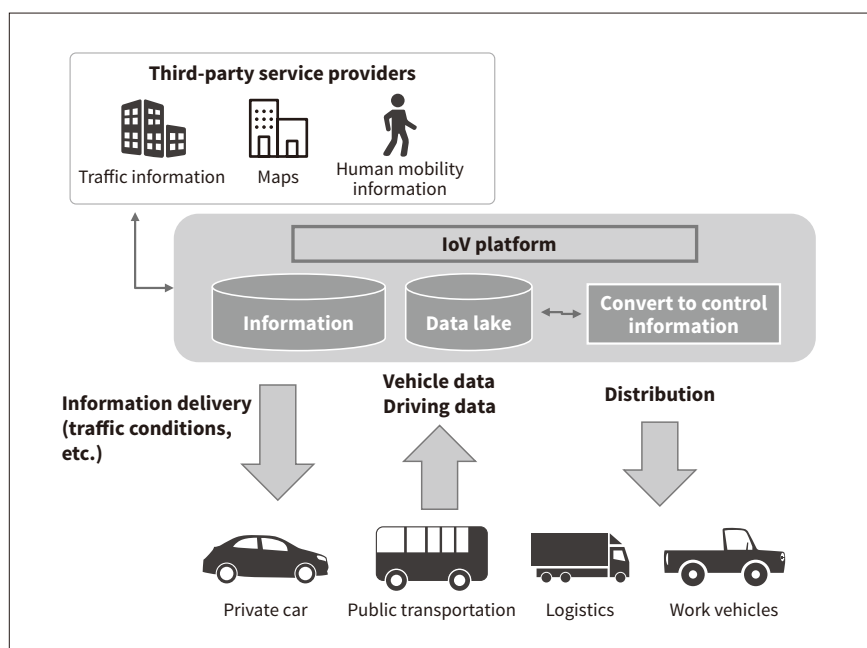 Third-party service providers
Traffic information
Maps
Human mobility
information
IoV platform
Information
Data lake
Convert to control
information
Information delivery
(traffic conditions,
etc.)
Vehicle data
Driving data
Distribution
Private car
Public transportation
Logistics
Work vehicles